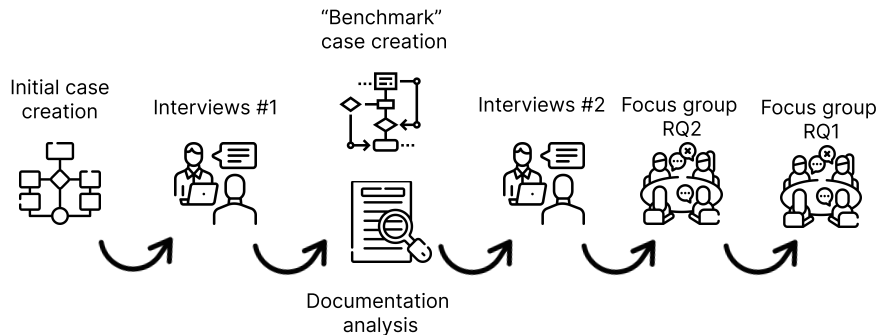 Initial case
creation
Interviews #1
“Benchmark”
case creation
Documentation
analysis
Interviews #2
Focus group
RQ2
Focus group
RQ1